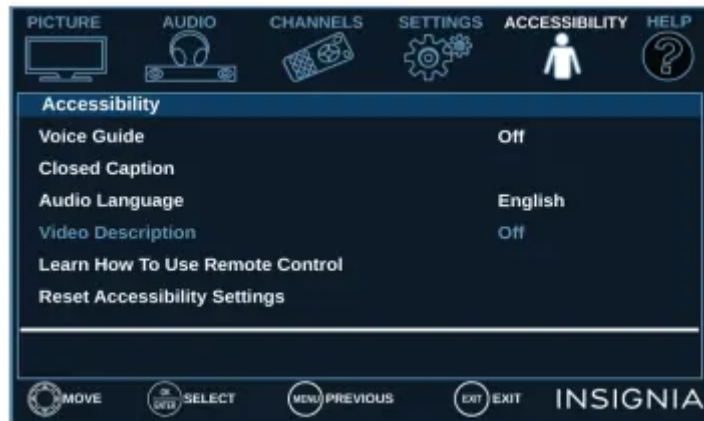 PICTURE AUDIO CHANNELS SETTINGS ACCESSIBILITY HELP
?
Accessibility
Voice Guide Off
Closed Caption
Audio Language English
Video Description Off
Learn How To Use Remote Control
Reset Accessibility Settings
MOVE OK ENTER SELECT MENU PREVIOUS EXIT EXIT INSIGNIA